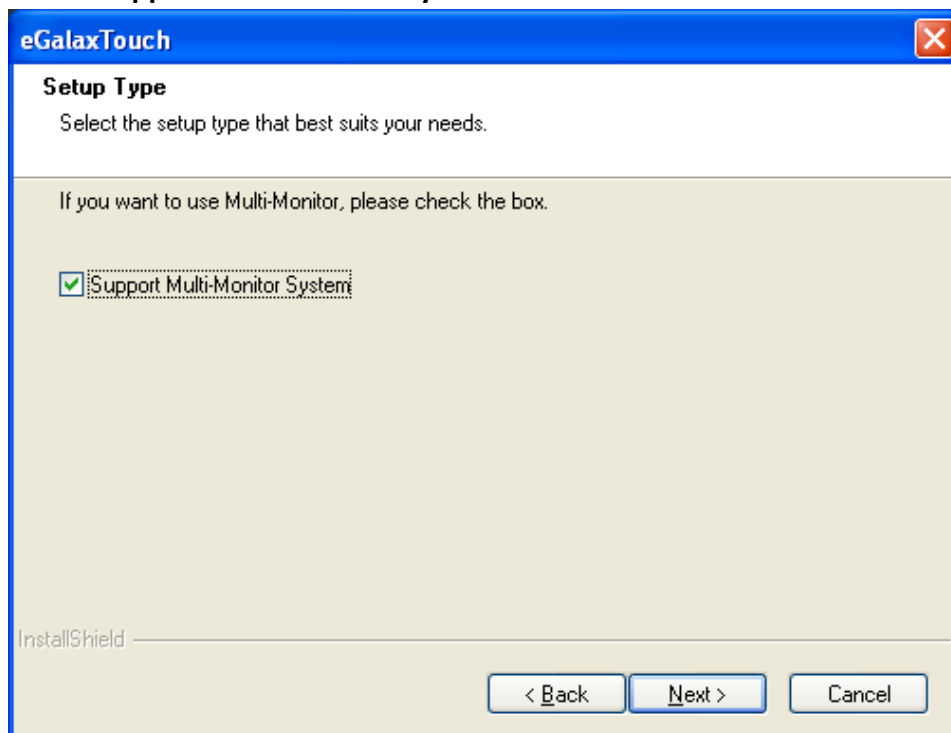 eGalaxTouch
Setup Type
Select the setup type that best suits your needs.
If you want to use Multi-Monitor, please check the box.
Support Multi-Monitor System
InstallShield
< Back Next > Cancel